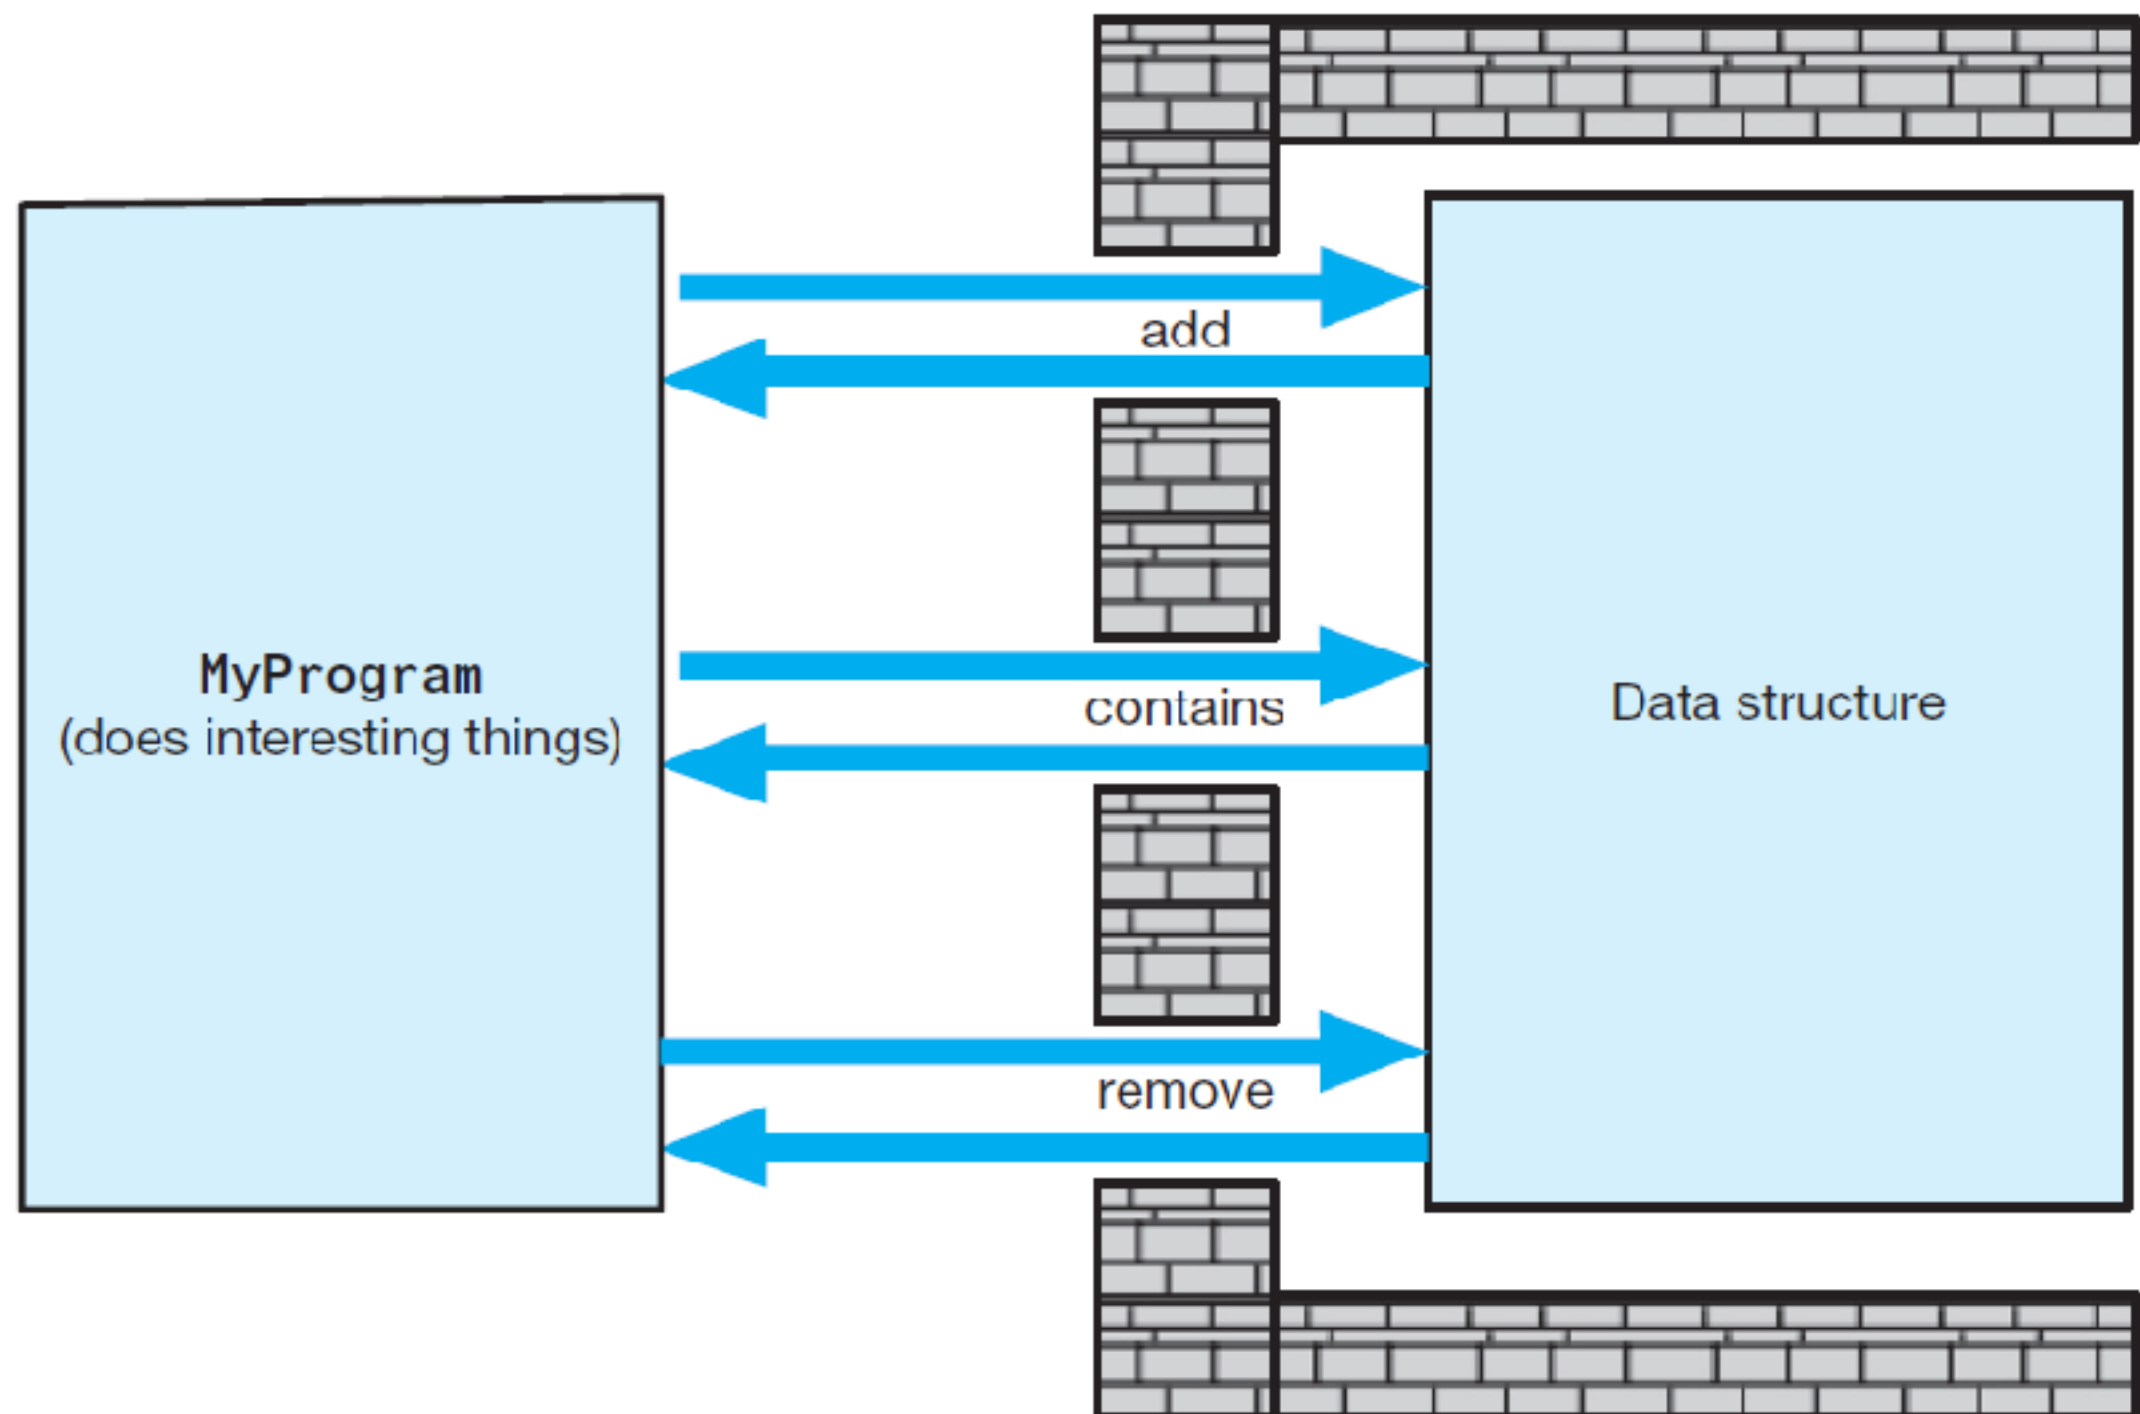 add
MyProgram
(does interesting things)
contains
Data structure
remove